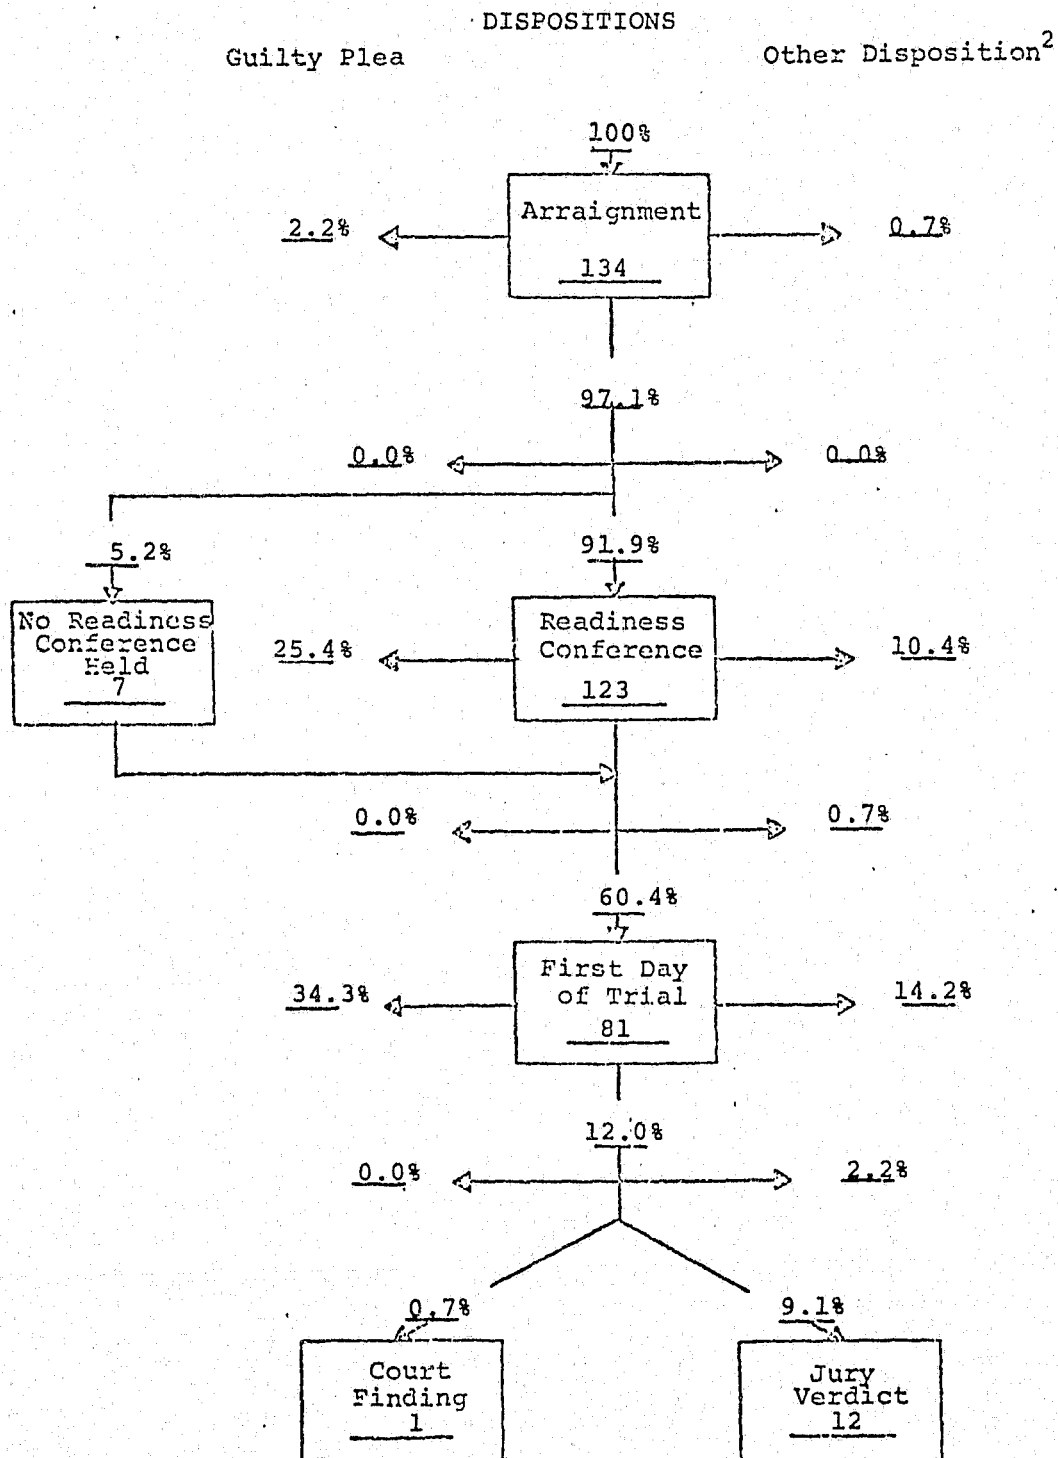 DISPOSITIONS
Guilty Plea
Other Disposition2
100%
Arraignment
134
2.2%
0.7%
97.1%
0.0%
0.0%
5.2%
91.9%
No Readiness
Conference
Held
7
25.4%
Readiness
Conference
123
10.4%
0.0%
0.7%
60.4%
34.3%
First Day
of Trial
81
14.2%
12.0%
0.0%
2.2%
0.7%
9.1%
Court
Finding
1
Jury
Verdict
12